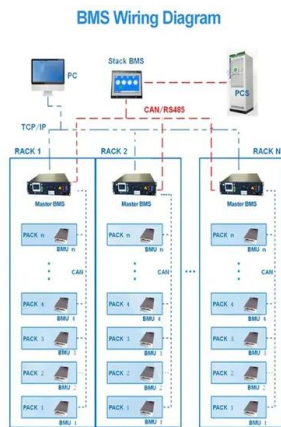 BMS Wiring Diagram
PC
Stack BMS
PCS
CAN/RS485
TCP/IP
RACK 1
RACK 2
RACK N
Master BMS
Master BMS
Master BMS
PACK n
BMU n
PACK n
BMU n
PACK n
BMU n
CAN
CAN
CAN
PACK 4
BMU 4
PACK 4
BMU 4
PACK 4
BMU 4
PACK 3
BMU 3
PACK 3
BMU 3
PACK 3
BMU 3
PACK 2
BMU 2
PACK 2
BMU 2
PACK 2
BMU 2
PACK 1
BMU 1
PACK 1
BMU 1
PACK 1
BMU 1